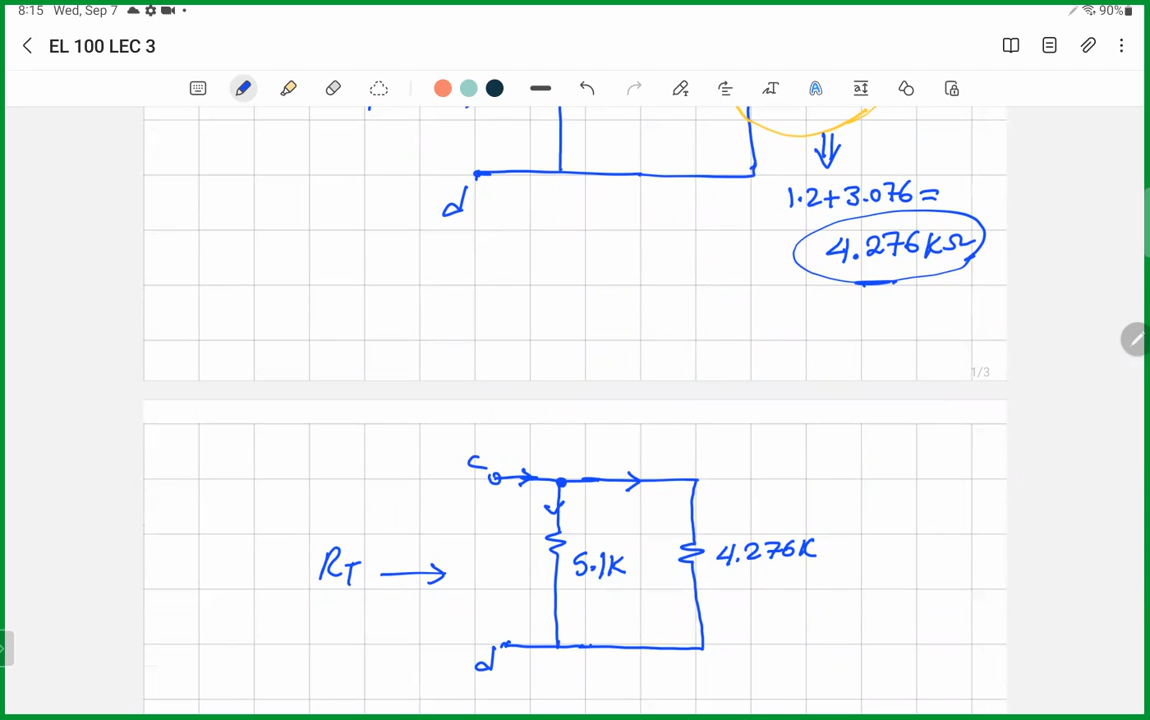 8:15 Wed, Sep 7
90%
EL 100 LEC 3
d
1.2+3.076=
4.276KΩ
1/3
C
RT
5.1K
4.276K
d